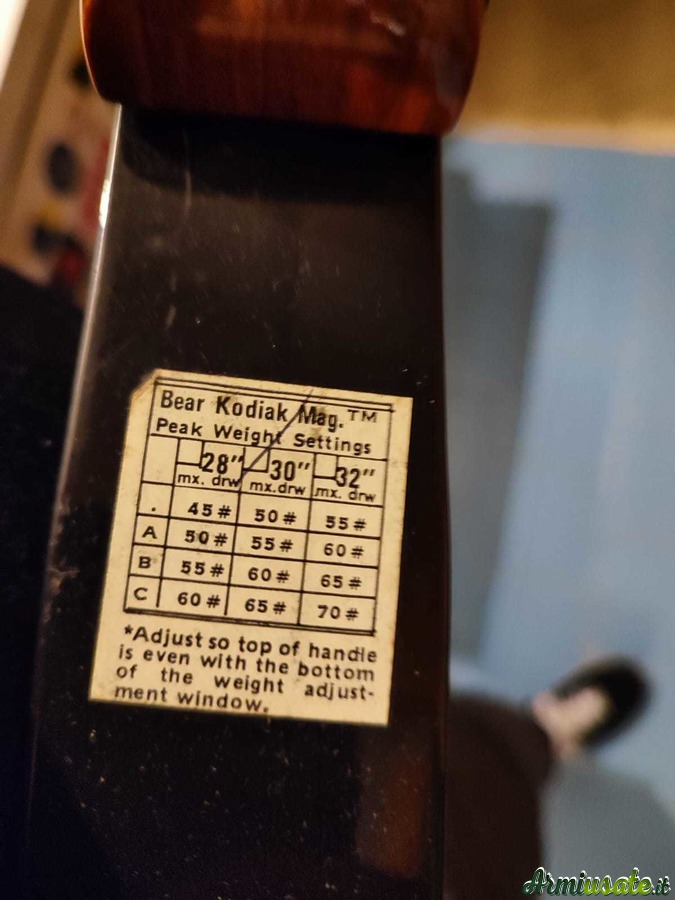 Bear Kodiak Mag.™
Peak Weight Settings
28" 30" 32"
mx. drw mx. drw mx. drw
. 45# 50# 55#
A 50# 55# 60#
B 55# 60# 65#
C 60# 65# 70#
*Adjust so top of handle
is even with the bottom
of the weight adjust-
ment window.
Armiusate.it